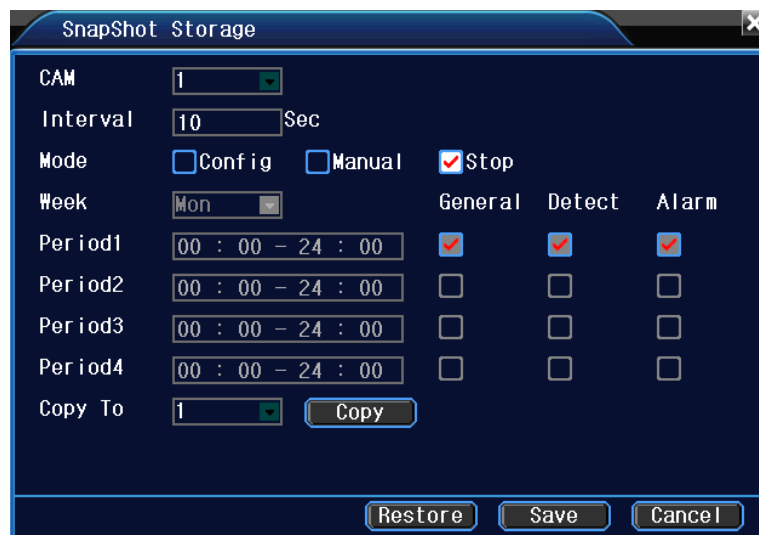 SnapShot Storage
CAM 1
Interval 10 Sec
Mode Config Manual Stop
Week Mon General Detect Alarm
Period1 00 : 00 - 24 : 00
Period2 00 : 00 - 24 : 00
Period3 00 : 00 - 24 : 00
Period4 00 : 00 - 24 : 00
Copy To 1 Copy
Restore Save Cancel